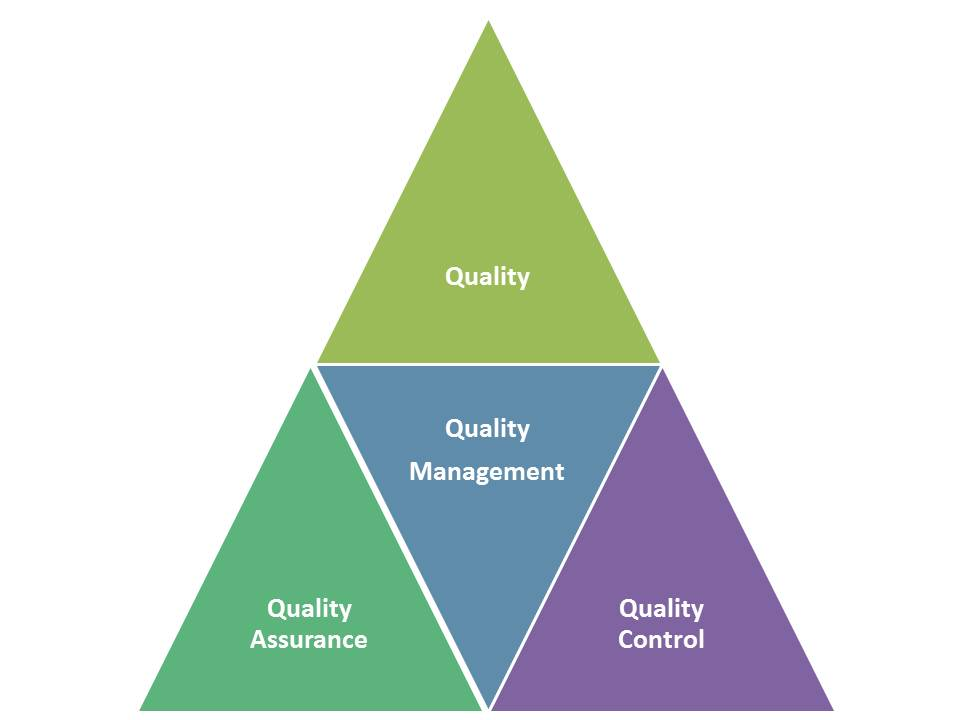 Quality
Quality
Management
Quality
Assurance
Quality
Control